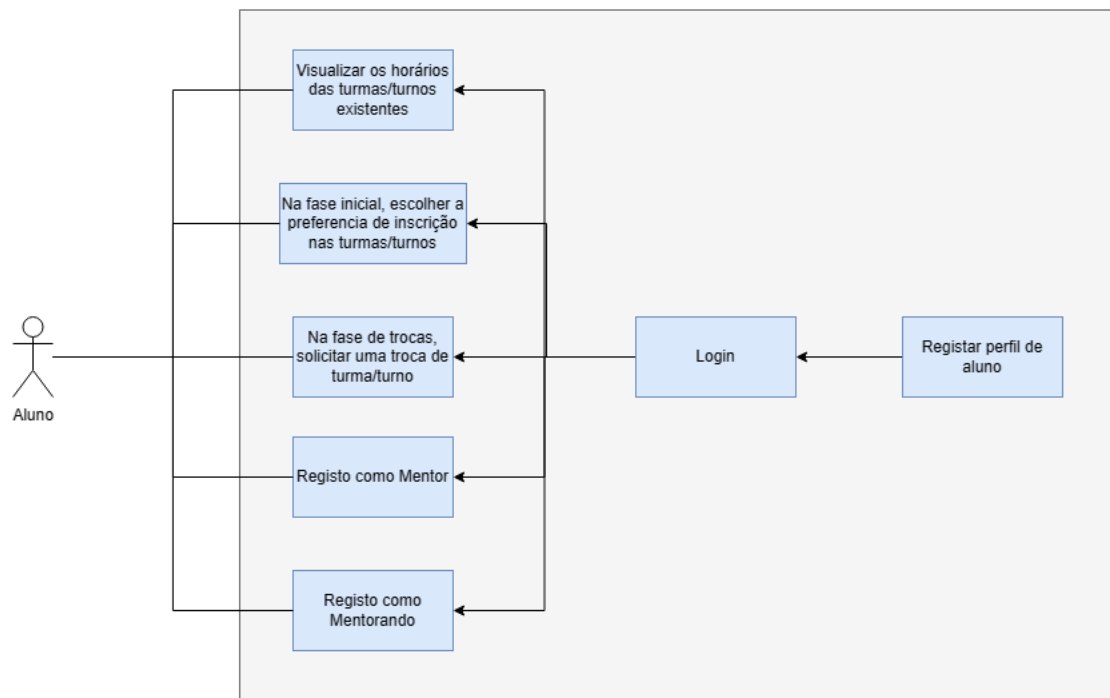 Visualizar os horários
das turmas/turnos
existentes
Na fase inicial, escolher a
preferencia de inscrição
nas turmas/turnos
Na fase de trocas,
solicitar uma troca de
turma/turno
Login
Registar perfil de
aluno
Aluno
Registo como Mentor
Registo como
Mentorando